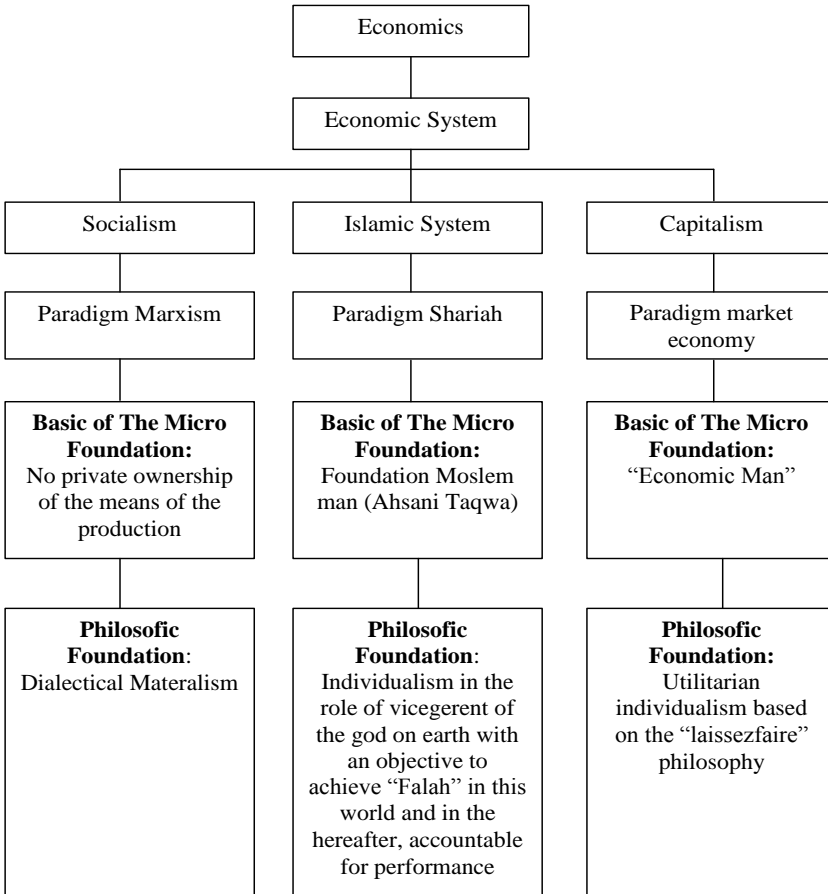 Economics
Economic System
Socialism
Islamic System
Capitalism
Paradigm Marxism
Paradigm Shariah
Paradigm market
economy
Basic of The Micro
Foundation:
No private ownership
of the means of the
production
Basic of The Micro
Foundation:
Foundation Moslem
man (Ahsani Taqwa)
Basic of The Micro
Foundation:
“Economic Man”
Philosofic
Foundation:
Dialectical Materalism
Philosofic
Foundation:
Individualism in the
role of vicegerent of
the god on earth with
an objective to
achieve “Falah” in this
world and in the
hereafter, accountable
for performance
Philosofic
Foundation:
Utilitarian
individualism based
on the “laissezfaire”
philosophy